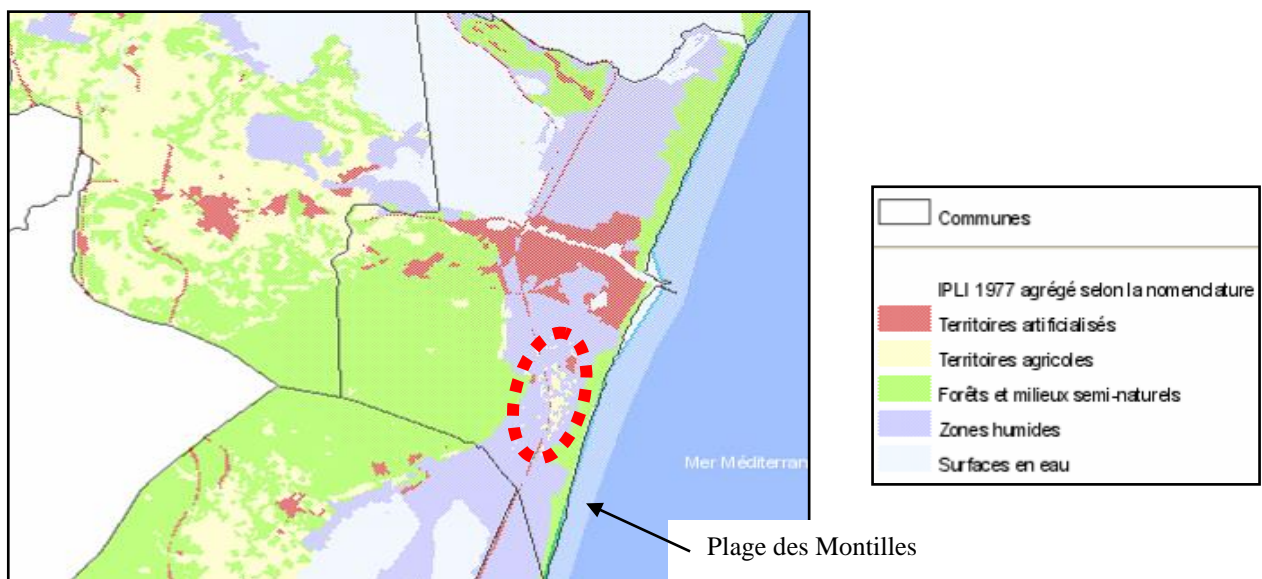 Mer Méditerran
Plage des Montilles
Communes
IPLI 1977 agrégé selon la nomenclature
Territoires artificialisés
Territoires agricoles
Forêts et milieux semi-naturels
Zones humides
Surfaces en eau